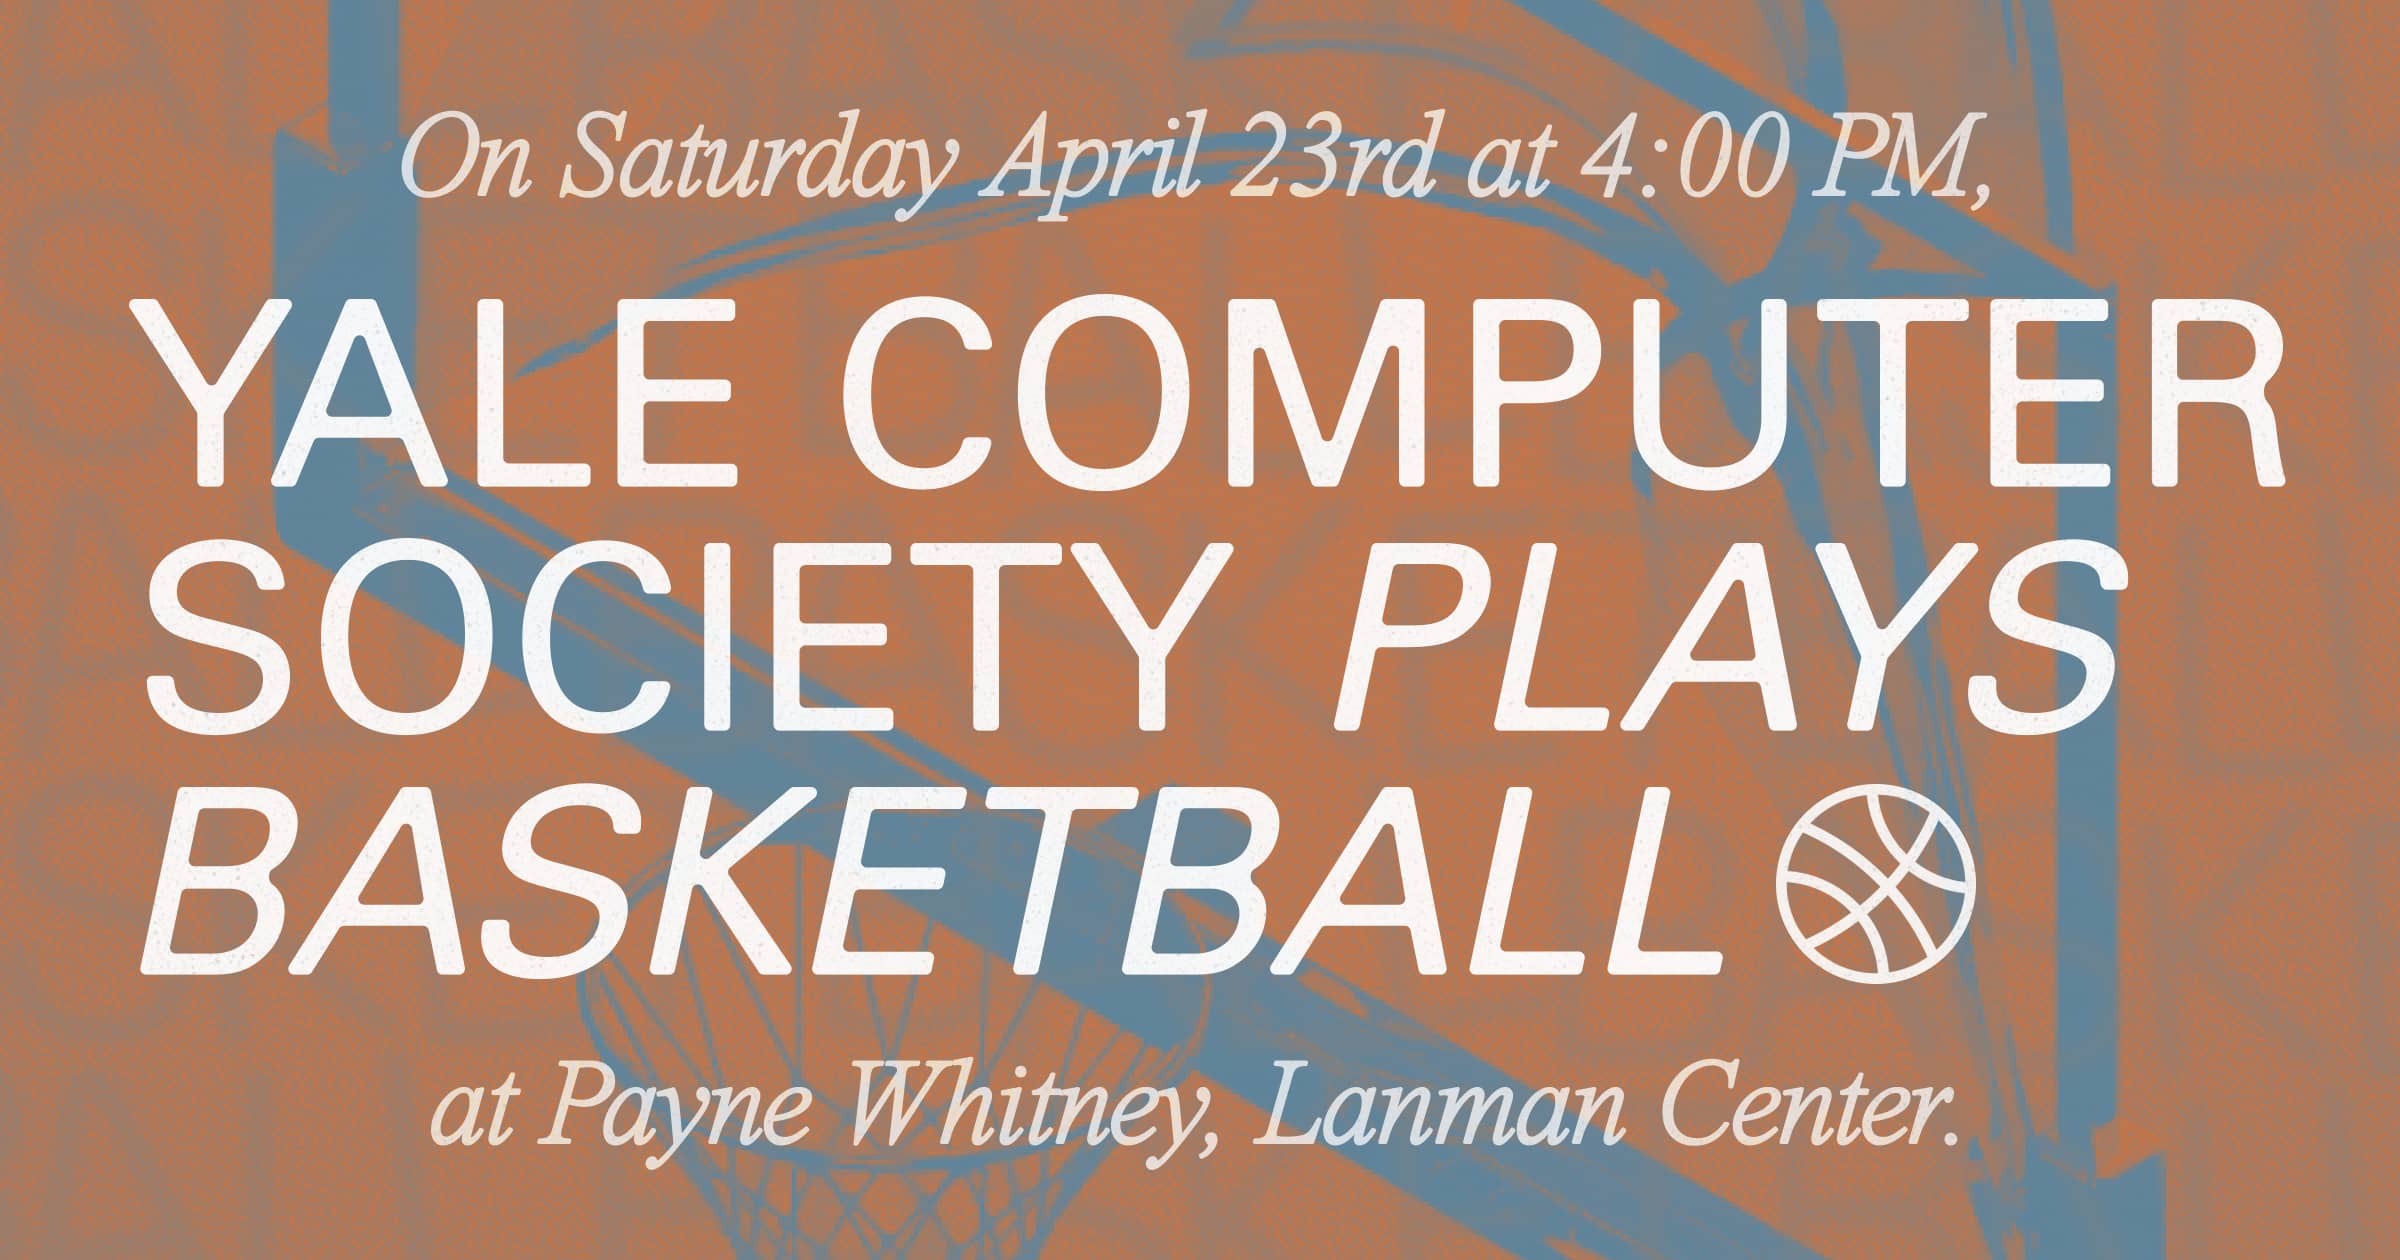 On Saturday April 23rd at 4:00 PM,
YALE COMPUTER
SOCIETY PLAYS
BASKETBALL
at Payne Whitney, Lanman Center.